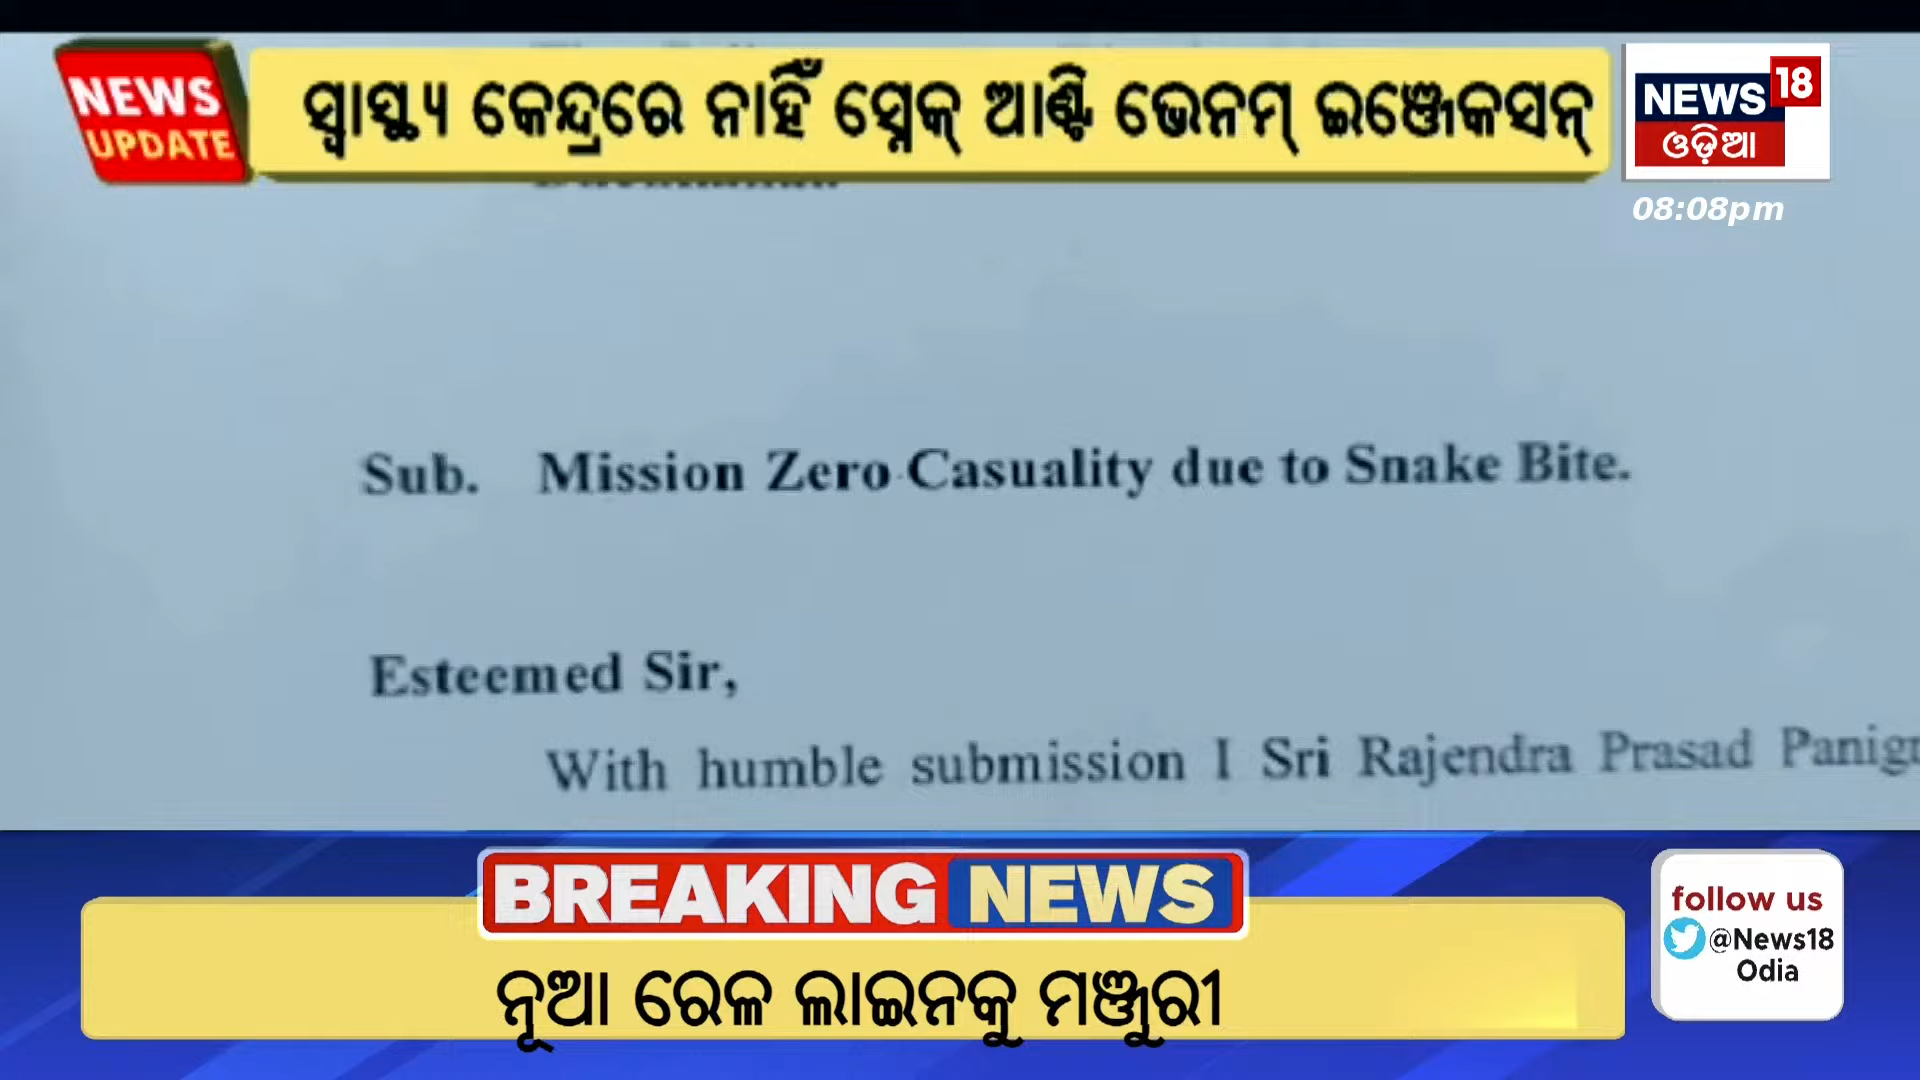 NEWS
UPDATE
ସ୍ୱାସ୍ଥ୍ୟ କେନ୍ଦ୍ରରେ ନାହିଁ ସ୍ନେକ୍ ଆଣ୍ଟି ଭେନମ୍ ଇଞ୍ଜେକସନ୍
NEWS 18
ଓଡ଼ିଆ
08:08pm
Sub. Mission Zero Casuality due to Snake Bite.
Esteemed Sir,
With humble submission I Sri Rajendra Prasad
BREAKING NEWS
ନୂଆ ରେଳ ଲାଇନକୁ ମଞ୍ଜୁରୀ
follow us
@News18
Odia